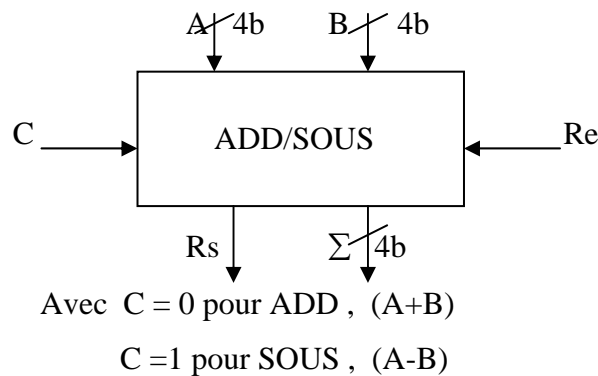 A 4b B 4b
C ADD/SOUS Re
Rs Σ 4b
Avec C = 0 pour ADD , (A+B)
C =1 pour SOUS , (A-B)